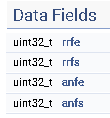 Data Fields
uint32_t rrfe
uint32_t rrfs
uint32_t anfe
uint32_t anfs